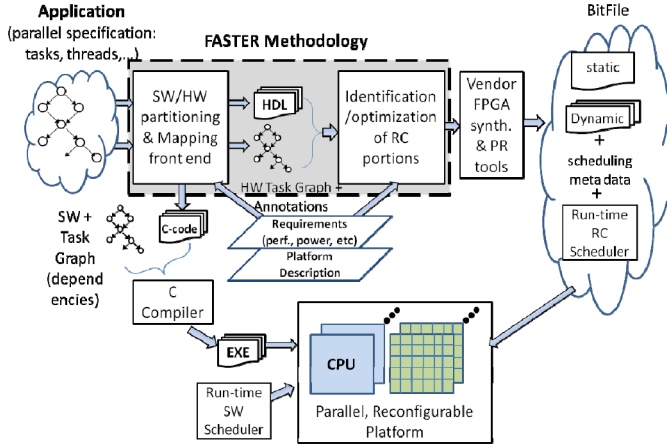 Application
(parallel specification:
tasks, threads,...)
FASTER Methodology
BitFile
SW/HW
partitioning
& Mapping
front end
HDL
HW Task Graph +
Annotations
Identification
/optimization
of RC
portions
Vendor
FPGA
synth.
& PR
tools
static
Dynamic
+
scheduling
meta data
+
Run-time
RC
Scheduler
SW +
Task
Graph
(depend
encies)
C-code
Requirements
(perf., power, etc)
Platform
Description
C
Compiler
EXE
Run-time
SW
Scheduler
CPU
Parallel, Reconfigurable
Platform